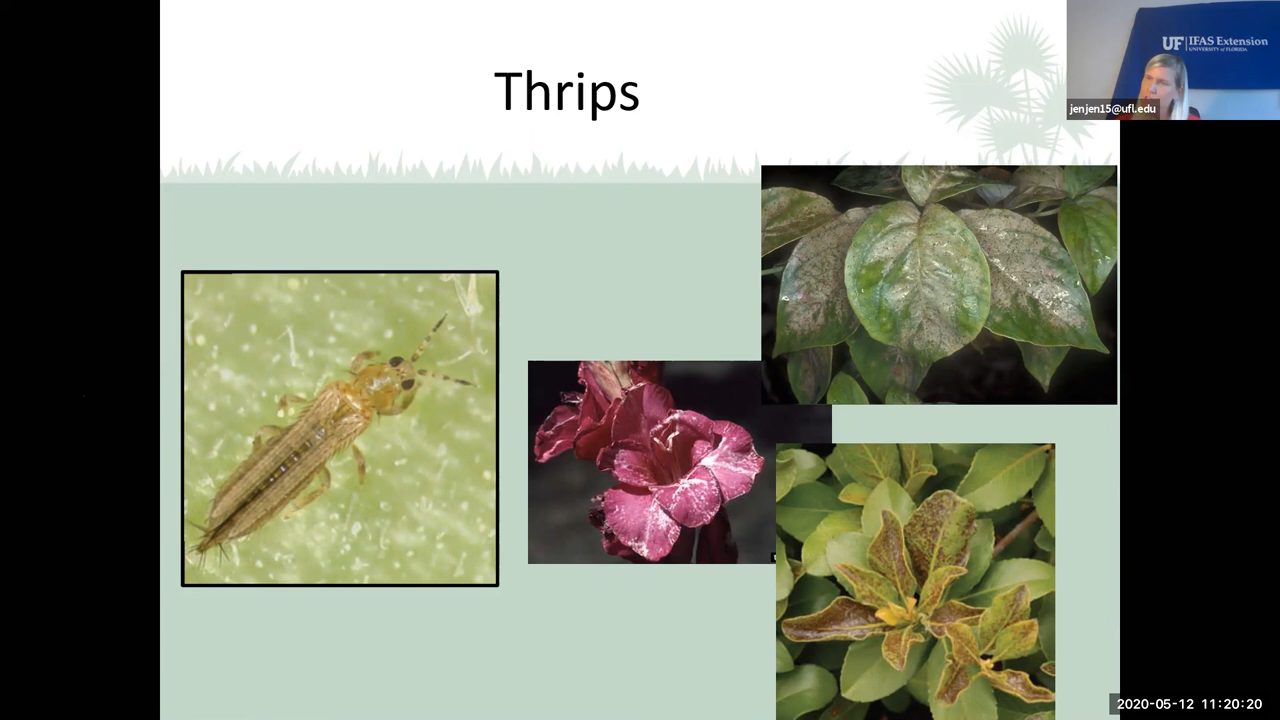 Thrips
UF IFAS Extension
UNIVERSITY of FLORIDA
jenjen15@ufl.edu
2020-05-12 11:20:20